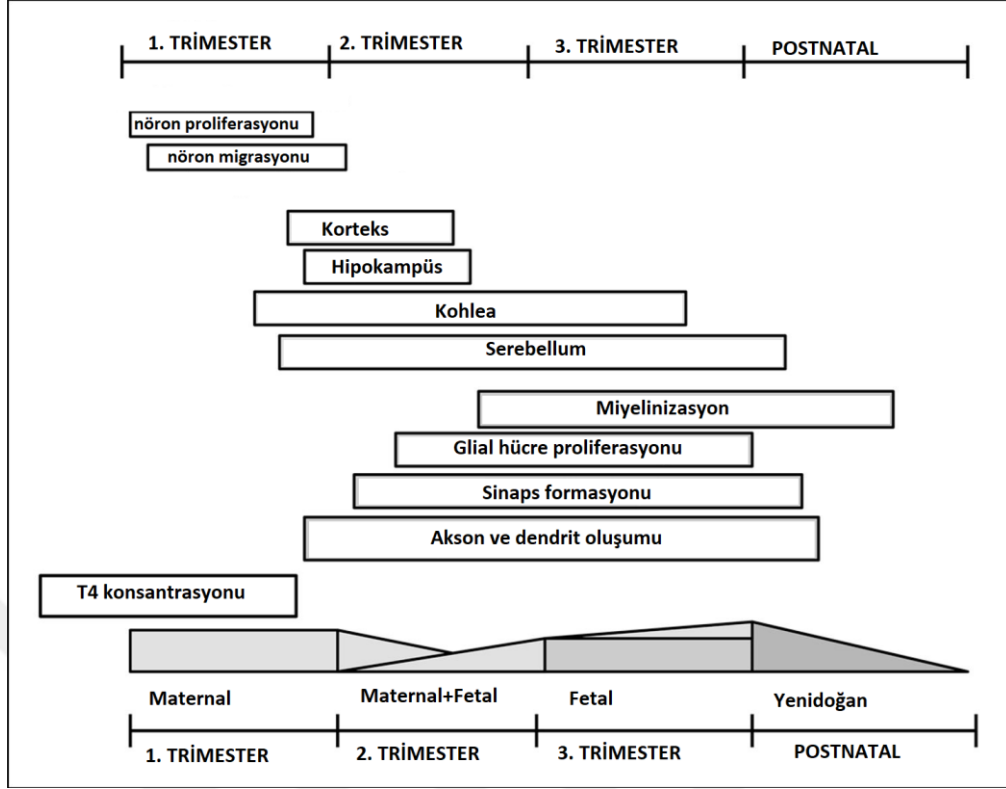 1. TRİMESTER 2. TRİMESTER 3. TRİMESTER POSTNATAL
nöron proliferasyonu
nöron migrasyonu
Korteks
Hipokampüs
Kohlea
Serebellum
Miyelinizasyon
Glial hücre proliferasyonu
Sinaps formasyonu
Akson ve dendrit oluşumu
T4 konsantrasyonu
Maternal Maternal+Fetal Fetal Yenidoğan
1. TRİMESTER 2. TRİMESTER 3. TRİMESTER POSTNATAL